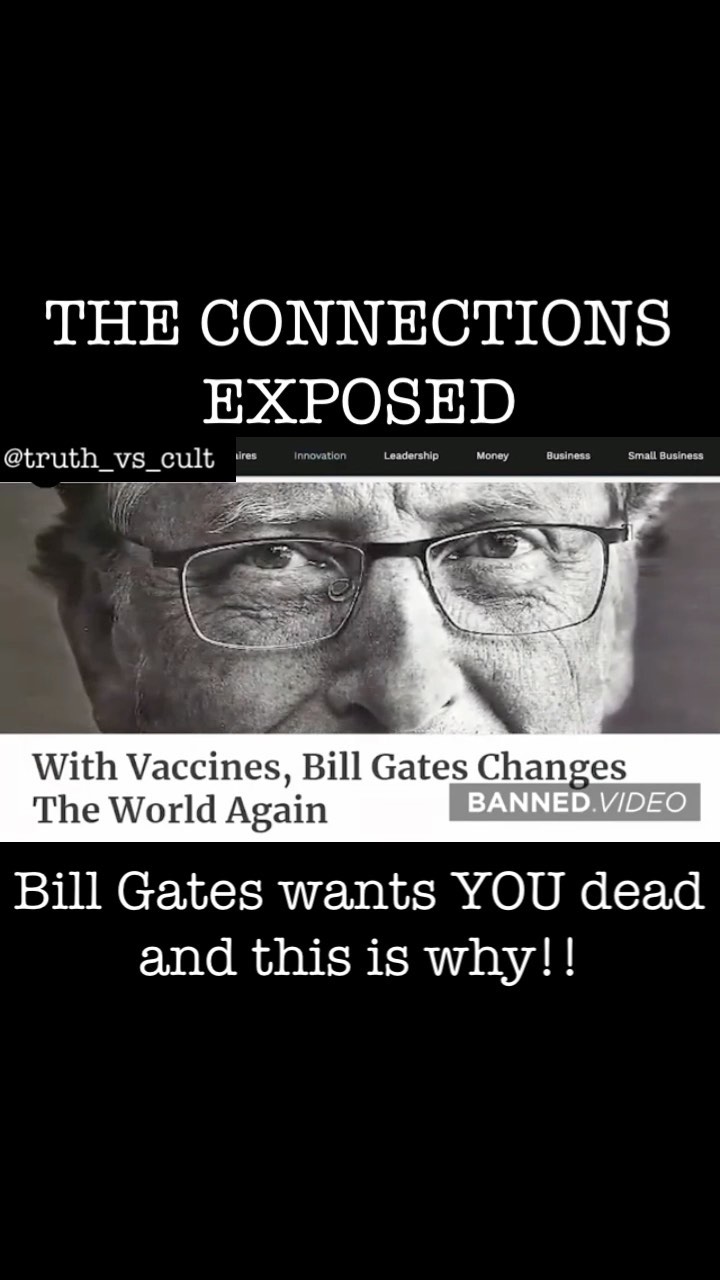 THE CONNECTIONS
EXPOSED
@truth_vs_cult
ires Innovation Leadership Money Business Small Business
With Vaccines, Bill Gates Changes
The World Again
BANNED.VIDEO
Bill Gates wants YOU dead
and this is why!!